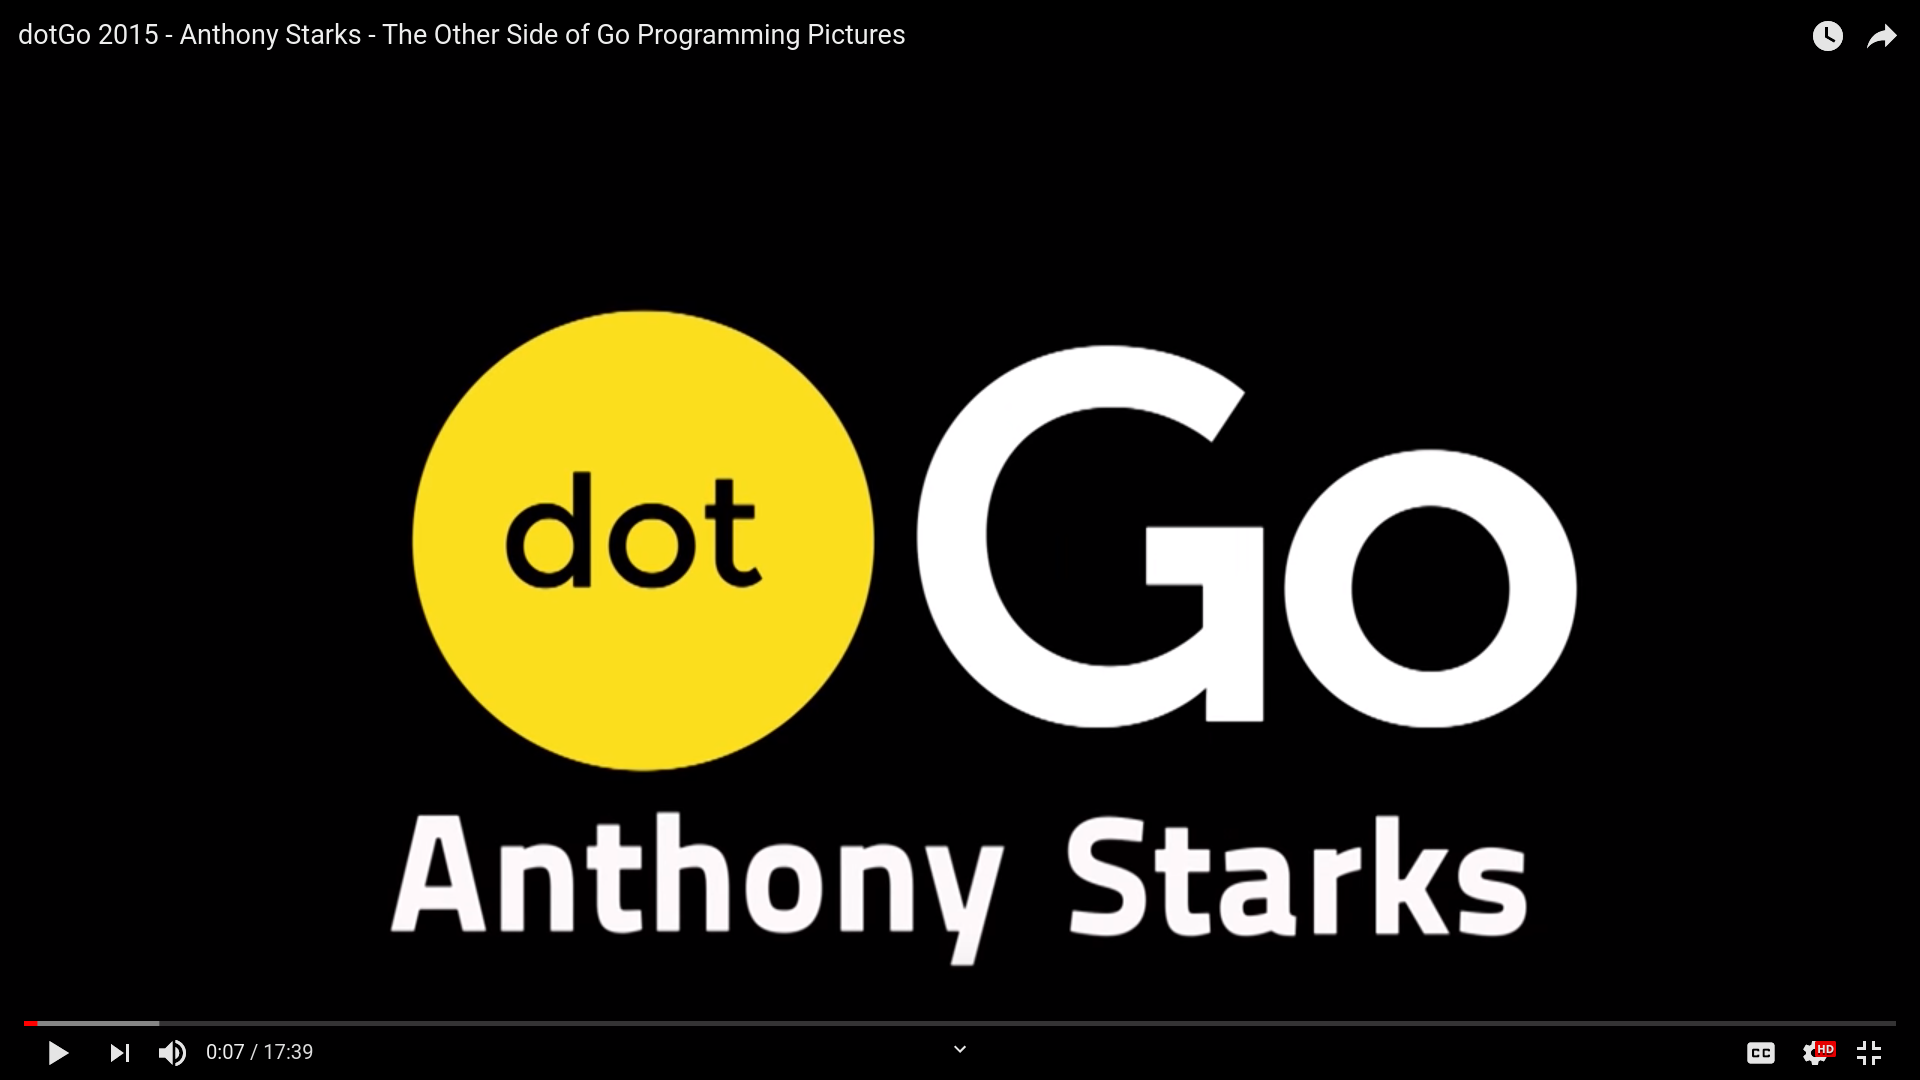 dotGo 2015 - Anthony Starks - The Other Side of Go Programming Pictures
dot Go
Anthony Starks
0:07 / 17:39
CC
HD